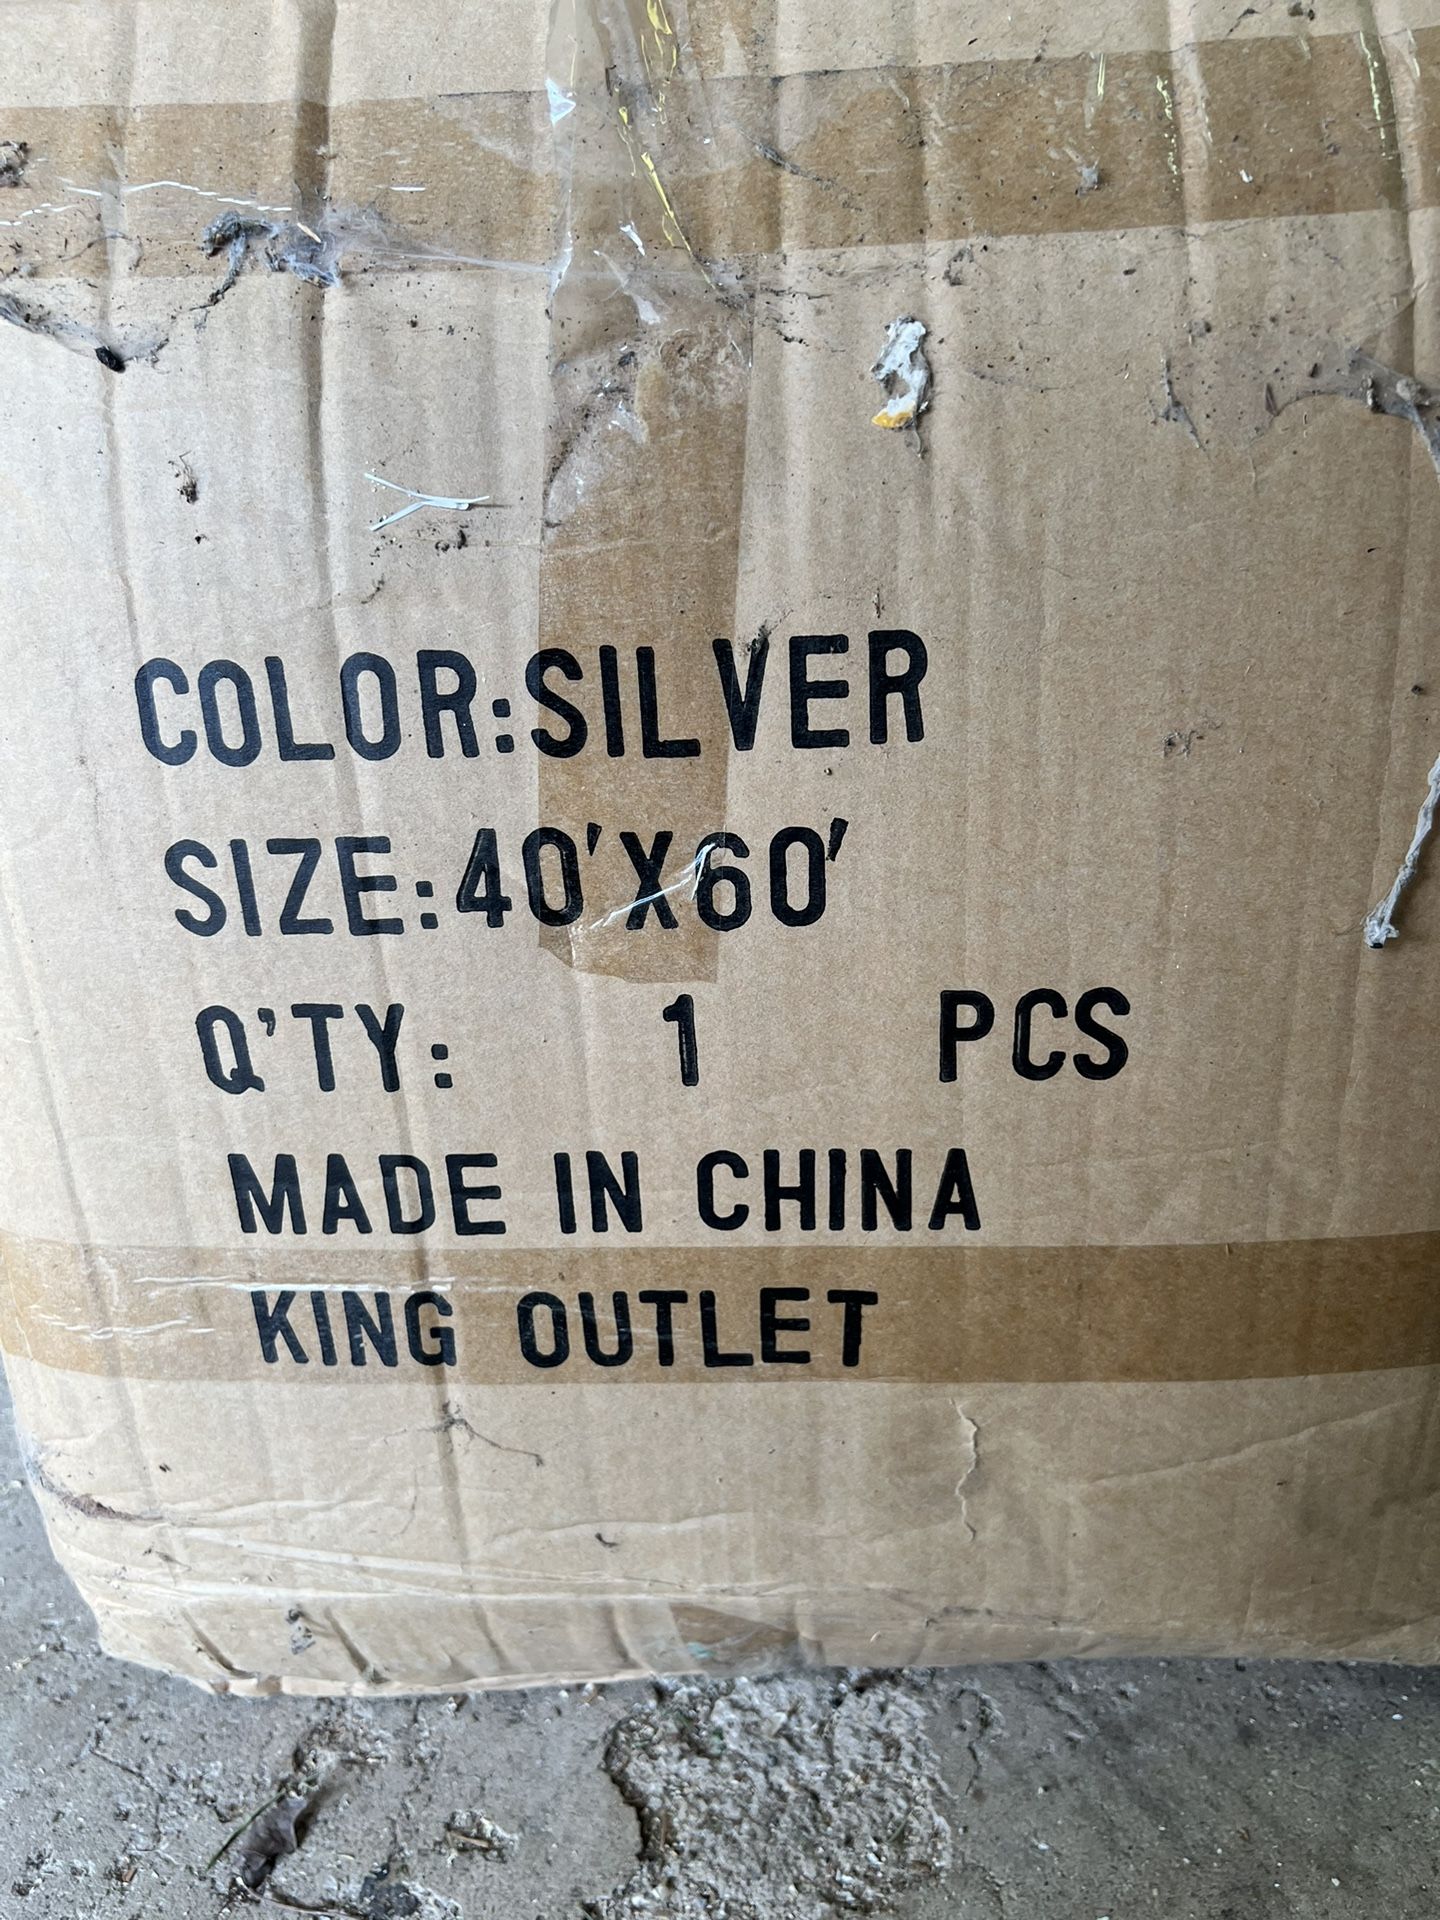 COLOR:SILVER
SIZE:40'X60'
Q'TY: 1 PCS
MADE IN CHINA
KING OUTLET